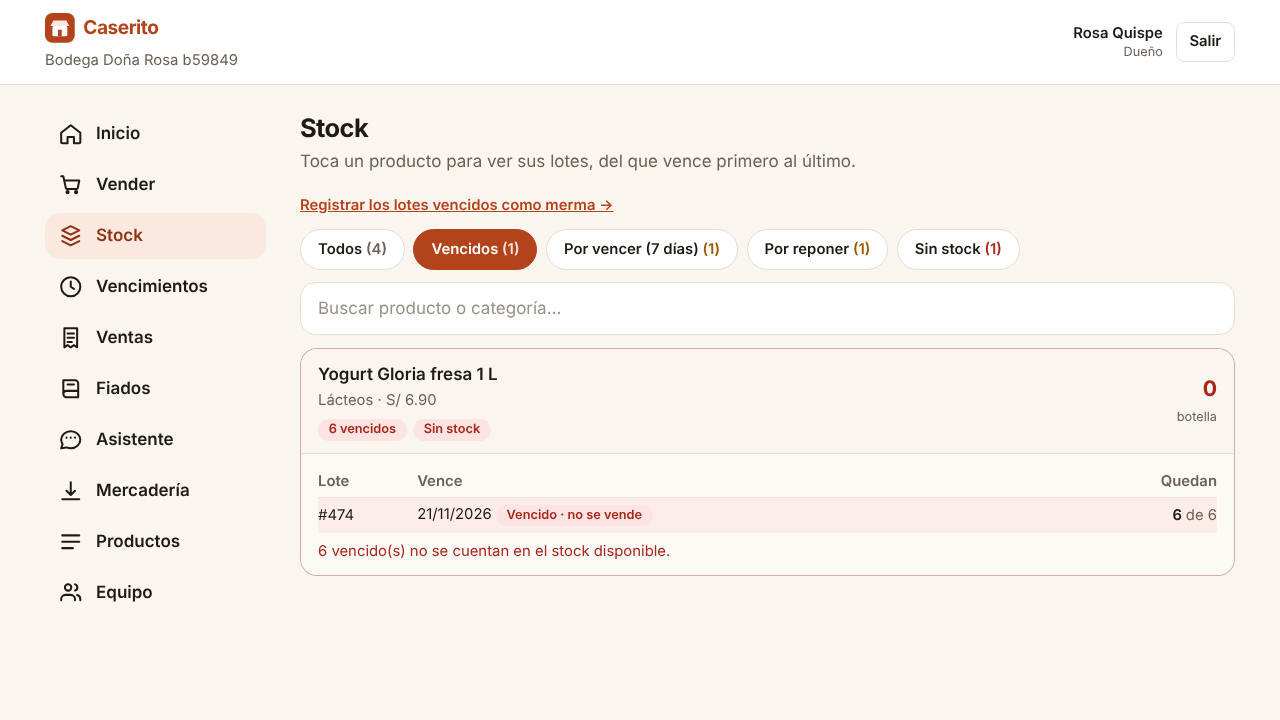 Caserito
Bodega Doña Rosa b59849
Rosa Quispe
Dueño
Salir
Inicio
Vender
Stock
Vencimientos
Ventas
Fiados
Asistente
Mercadería
Productos
Equipo
Stock
Toca un producto para ver sus lotes, del que vence primero al último.
Registrar los lotes vencidos como merma →
Todos (4) Vencidos (1) Por vencer (7 días) (1) Por reponer (1) Sin stock (1)
Buscar producto o categoría...
Yogurt Gloria fresa 1 L
Lácteos · S/ 6.90
6 vencidos Sin stock
0
botella
Lote Vence Quedan
#474 21/11/2026 Vencido · no se vende 6 de 6
6 vencido(s) no se cuentan en el stock disponible.